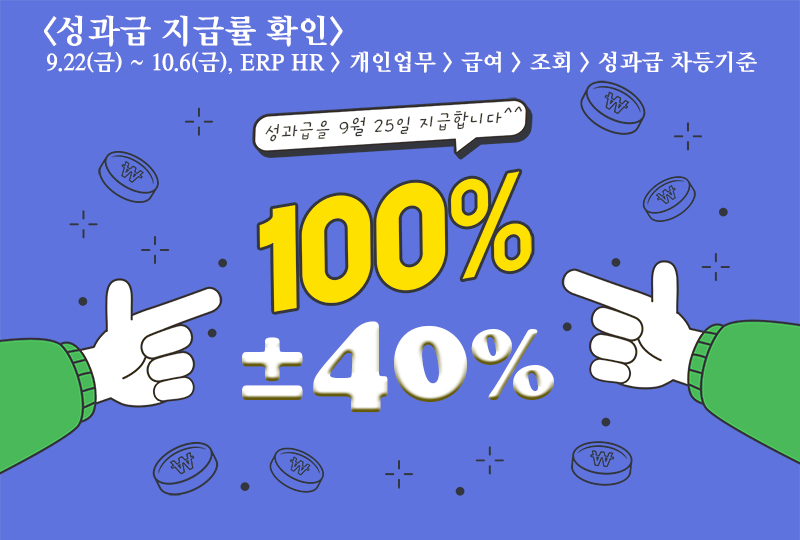 <성과급 지급률 확인>
9.22(금) ~ 10.6(금), ERP HR > 개인업무 > 급여 > 조회 > 성과급 차등기준
성과급을 9월 25일 지급합니다^^
100%
±40%